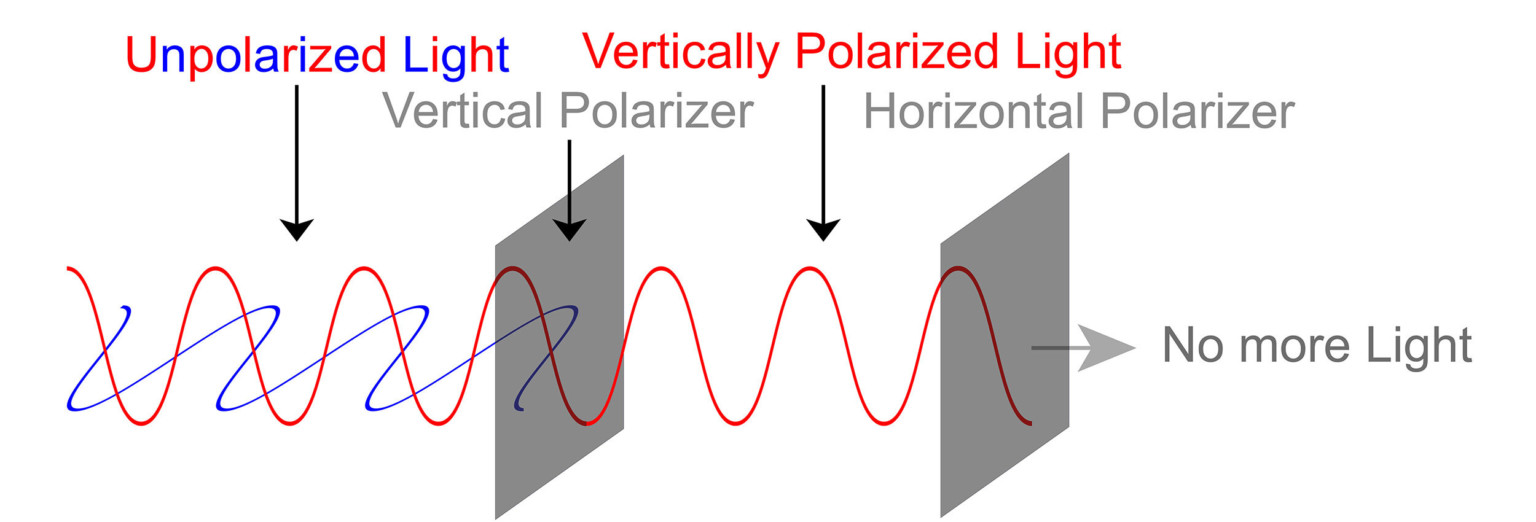 Unpolarized Light
Vertically Polarized Light
Vertical Polarizer
Horizontal Polarizer
No more Light